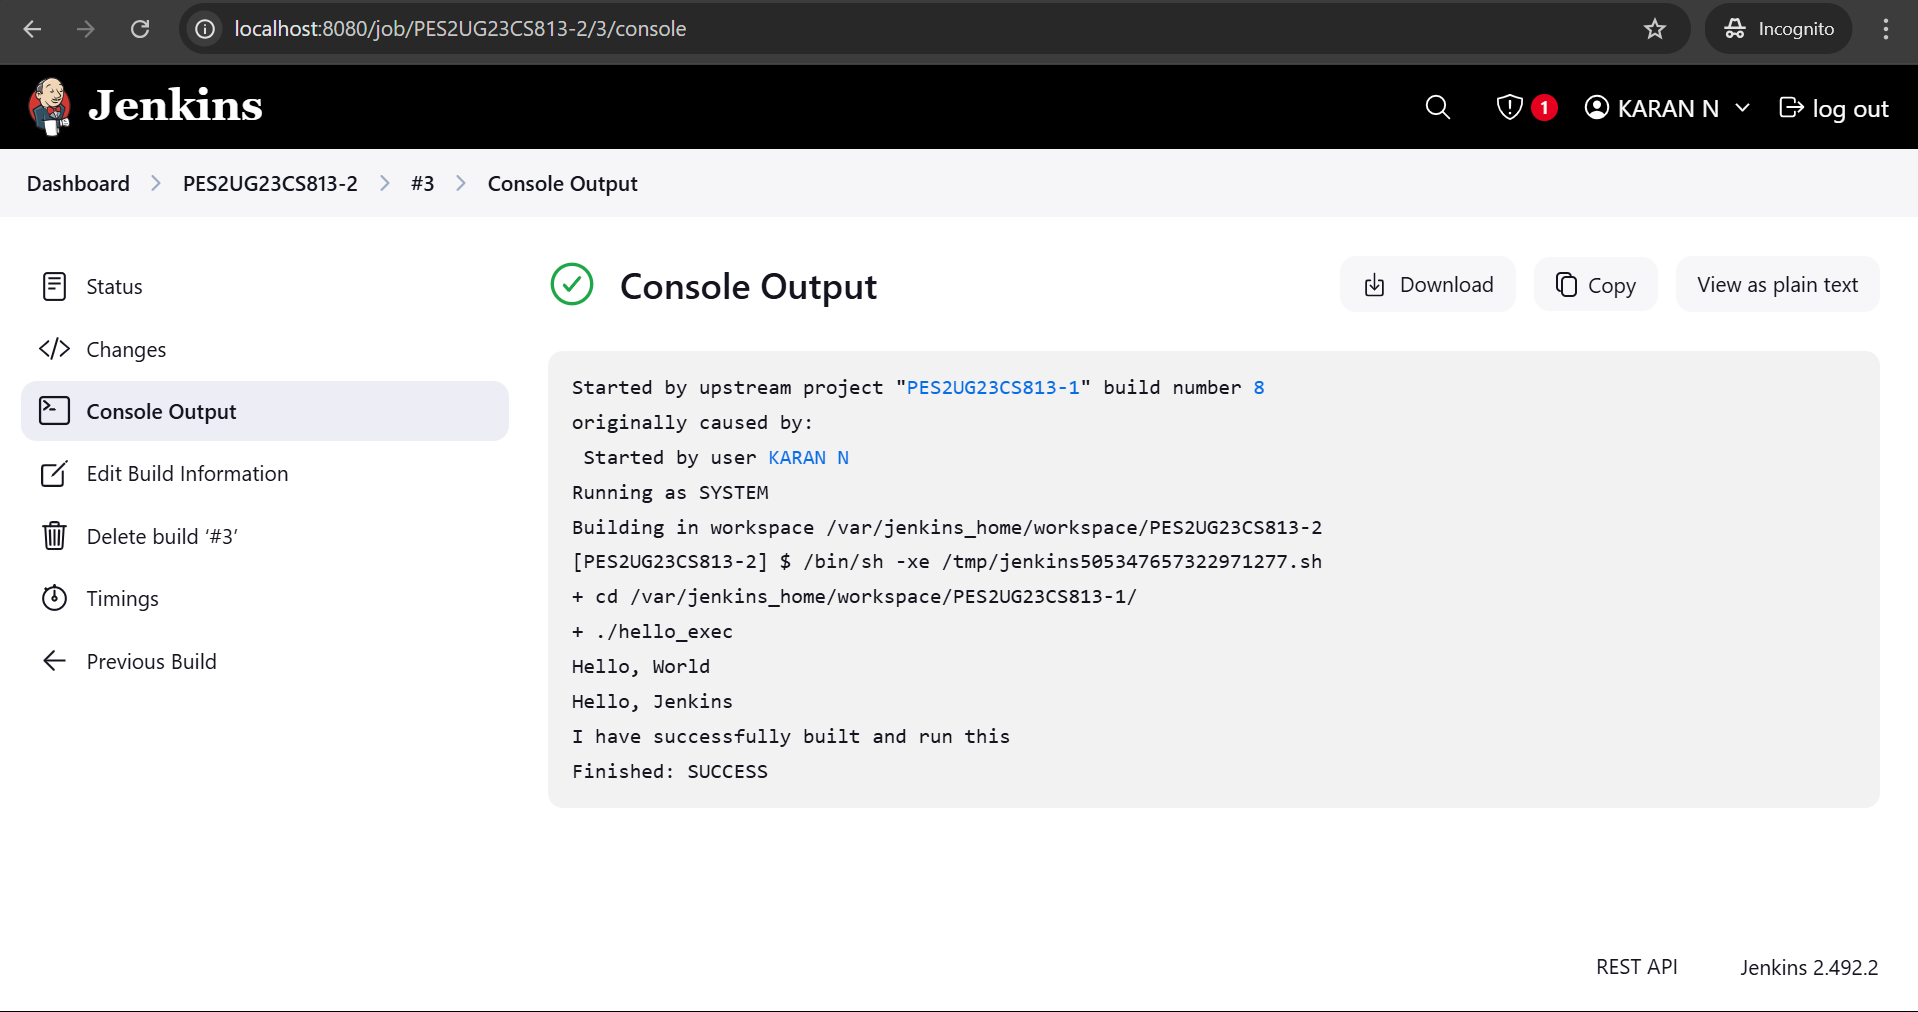 localhost:8080/job/PES2UG23CS813-2/3/console
Incognito
Jenkins
1
KARAN N
log out
Dashboard
PES2UG23CS813-2
#3
Console Output
Status
Changes
Console Output
Edit Build Information
Delete build ‘#3’
Timings
Previous Build
Console Output
Download
Copy
View as plain text
Started by upstream project "PES2UG23CS813-1" build number 8
originally caused by:
 Started by user KARAN N
Running as SYSTEM
Building in workspace /var/jenkins_home/workspace/PES2UG23CS813-2
[PES2UG23CS813-2] $ /bin/sh -xe /tmp/jenkins5053476573229​71277.sh
+ cd /var/jenkins_home/workspace/PES2UG23CS813-1/
+ ./hello_exec
Hello, World
Hello, Jenkins
I have successfully built and run this
Finished: SUCCESS
REST API
Jenkins 2.492.2